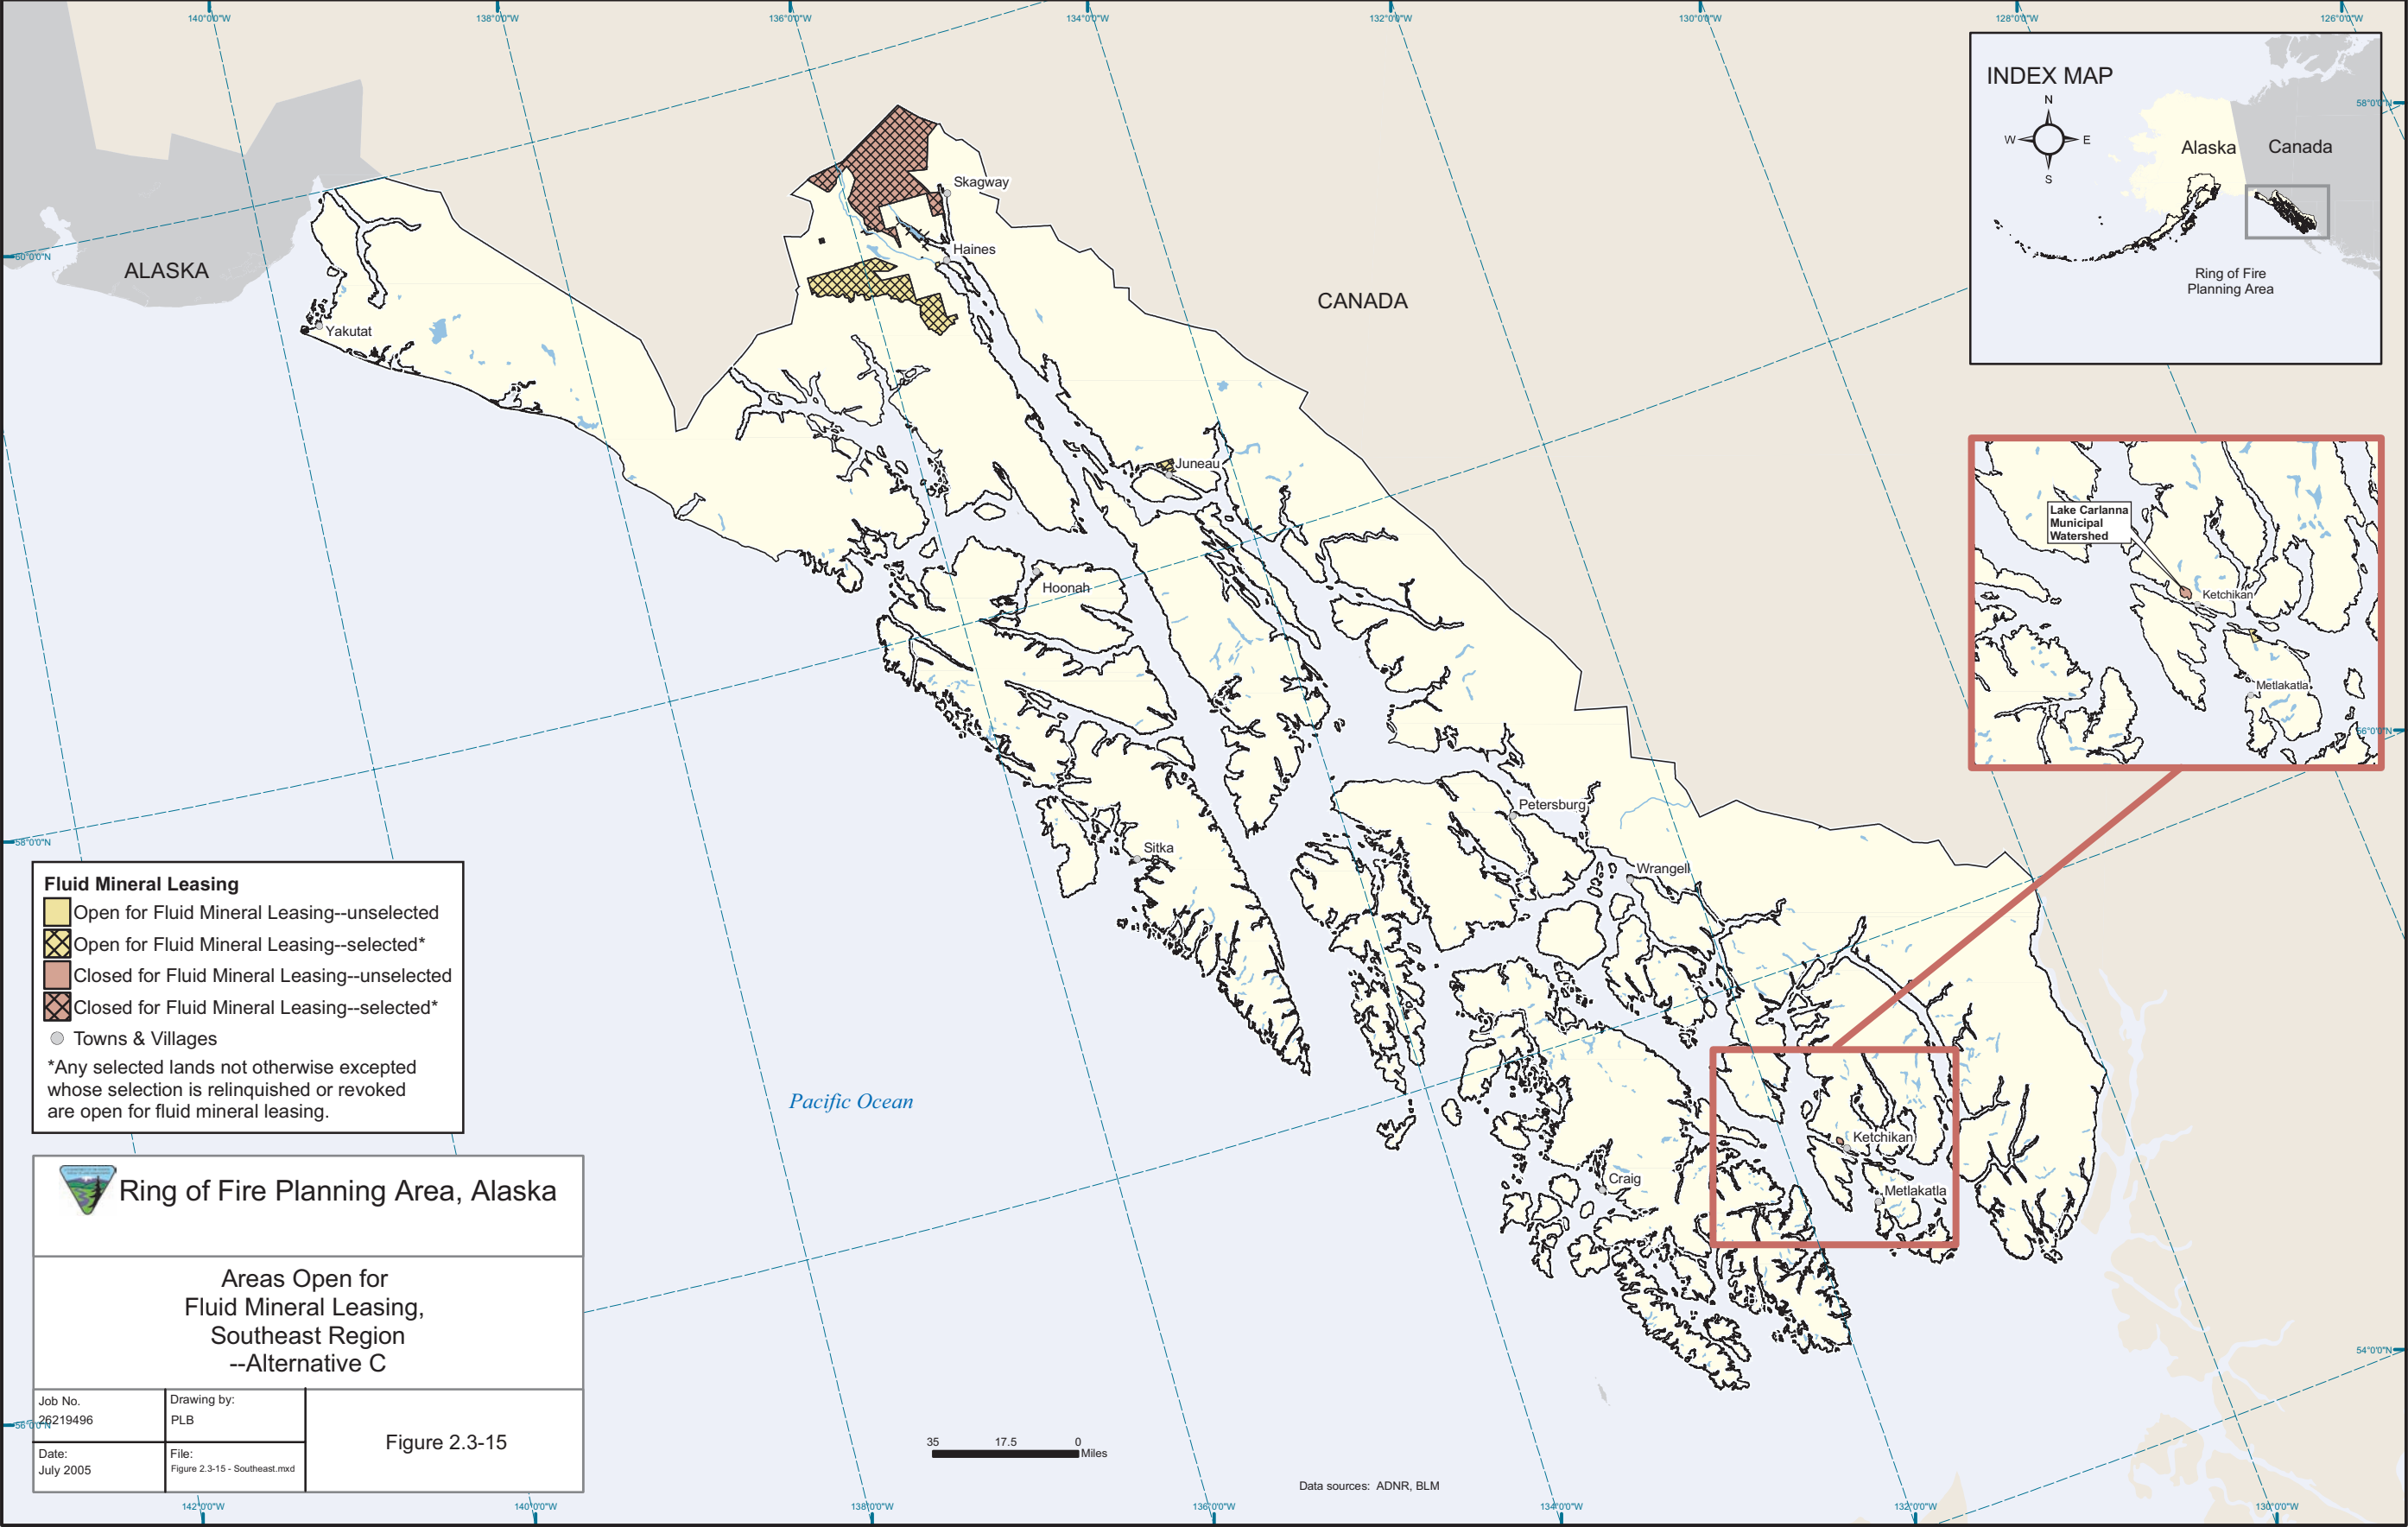 140°0'0"W
138°0'0"W
136°0'0"W
134°0'0"W
132°0'0"W
130°0'0"W
128°0'0"W
126°0'0"W
INDEX MAP
N
W
E
S
Alaska
Canada
Ring of Fire
Planning Area
58°0'0"N
Skagway
Haines
60°0'0"N
ALASKA
Yakutat
CANADA
Juneau
Hoonah
Lake Carlanna
Municipal
Watershed
Ketchikan
Metlakatla
56°0'0"N
Petersburg
Sitka
Wrangell
58°0'0"N
Fluid Mineral Leasing
Open for Fluid Mineral Leasing--unselected
Open for Fluid Mineral Leasing--selected*
Closed for Fluid Mineral Leasing--unselected
Closed for Fluid Mineral Leasing--selected*
Towns & Villages
*Any selected lands not otherwise excepted
whose selection is relinquished or revoked
are open for fluid mineral leasing.
Pacific Ocean
Ketchikan
Craig
Metlakatla
Ring of Fire Planning Area, Alaska
Areas Open for
Fluid Mineral Leasing,
Southeast Region
--Alternative C
Job No.
26219496
Drawing by:
PLB
Date:
July 2005
File:
Figure 2.3-15 - Southeast.mxd
Figure 2.3-15
56°0'0"N
54°0'0"N
35
17.5
0
Miles
Data sources: ADNR, BLM
142°0'0"W
140°0'0"W
138°0'0"W
136°0'0"W
134°0'0"W
132°0'0"W
130°0'0"W